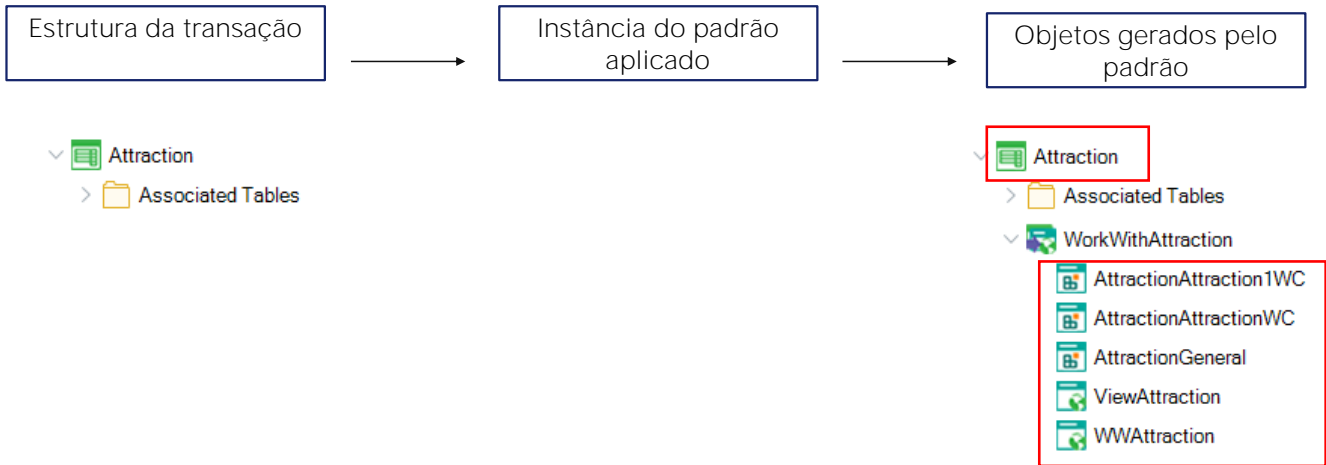 Estrutura da transação
Instância do padrão
aplicado
Objetos gerados pelo
padrão
Attraction
Associated Tables
Attraction
Associated Tables
WorkWithAttraction
AttractionAttraction1WC
AttractionAttractionWC
AttractionGeneral
ViewAttraction
WWAttraction